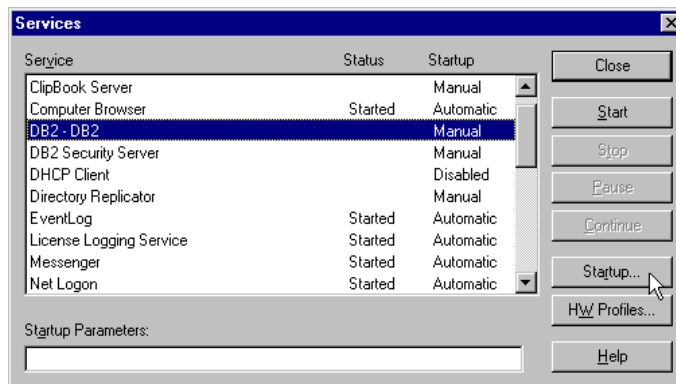 Services
Service Status Startup
ClipBook Server Manual
Computer Browser Started Automatic
DB2 - DB2 Manual
DB2 Security Server Manual
DHCP Client Disabled
Directory Replicator Manual
EventLog Started Automatic
License Logging Service Started Automatic
Messenger Started Automatic
Net Logon Started Automatic
Startup Parameters:
Close
Start
Stop
Pause
Continue
Startup...
HW Profiles...
Help